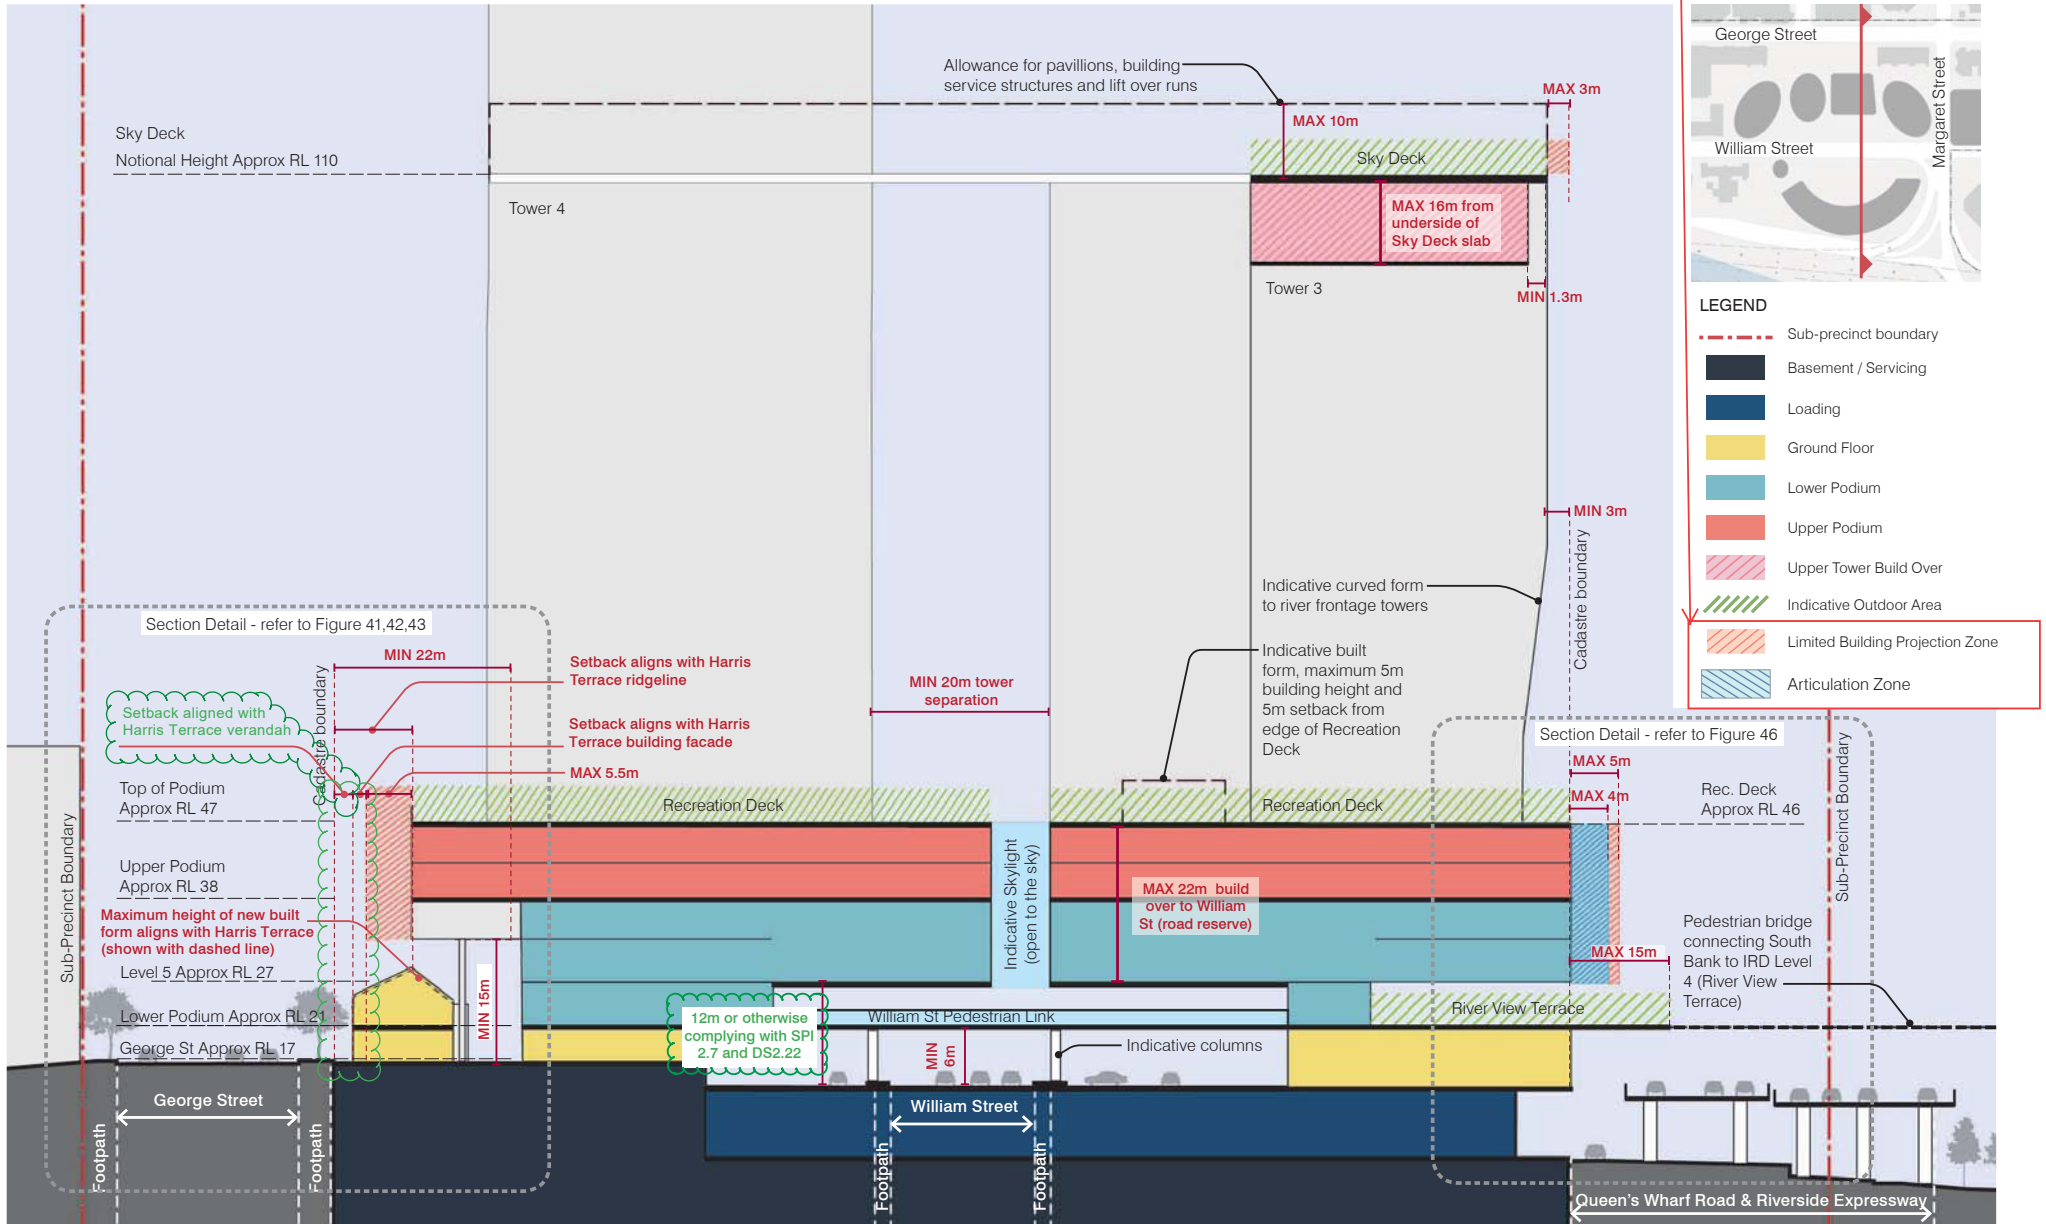 Allowance for pavillions, building
service structures and lift over runs
MAX 3m
MAX 10m
Sky Deck
Notional Height Approx RL 110
Sky Deck
Tower 4
MAX 16m from
underside of
Sky Deck slab
Tower 3
MIN 1.3m
George Street
William Street
Margaret Street
LEGEND
Sub-precinct boundary
Basement / Servicing
Loading
Ground Floor
Lower Podium
Upper Podium
Upper Tower Build Over
Indicative Outdoor Area
Limited Building Projection Zone
Articulation Zone
MIN 3m
Cadastre boundary
Indicative curved form
to river frontage towers
Indicative built
form, maximum 5m
building height and
5m setback from
edge of Recreation
Deck
Section Detail - refer to Figure 41,42,43
MIN 22m
Cadastre boundary
Setback aligns with Harris
Terrace ridgeline
Setback aligned with
Harris Terrace verandah
Setback aligns with Harris
Terrace building facade
MAX 5.5m
MIN 20m tower
separation
Section Detail - refer to Figure 46
MAX 5m
MAX 4m
Rec. Deck
Approx RL 46
Sub-Precinct Boundary
Top of Podium
Approx RL 47
Recreation Deck
Recreation Deck
Sub-Precinct Boundary
Upper Podium
Approx RL 38
Indicative Skylight
(open to the sky)
MAX 22m build
over to William
St (road reserve)
Maximum height of new built
form aligns with Harris Terrace
(shown with dashed line)
Level 5 Approx RL 27
MIN 15m
MAX 15m
Pedestrian bridge
connecting South
Bank to IRD Level
4 (River View
Terrace)
Lower Podium Approx RL 21
12m or otherwise
complying with SPI
2.7 and DS2.22
William St Pedestrian Link
River View Terrace
George St Approx RL 17
MIN
6m
Indicative columns
George Street
William Street
Footpath
Footpath
Footpath
Footpath
Queen's Wharf Road & Riverside Expressway